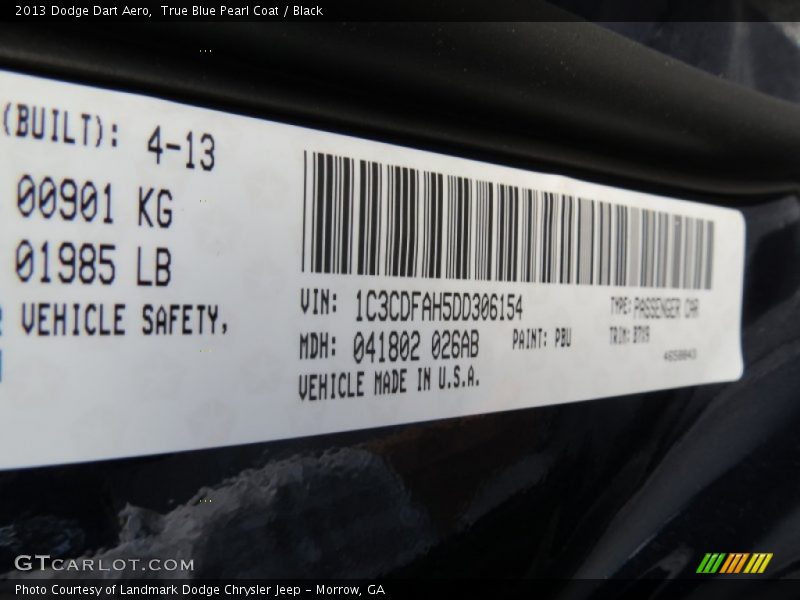 2013 Dodge Dart Aero,  True Blue Pearl Coat / Black
(BUILT): 4-13
00901 KG
01985 LB
VEHICLE SAFETY,
VIN: 1C3CDFAH5DD306154
TYPE: PASSENGER CAR
MDH: 041802 026AB
PAINT: PBU
TRIM:
VEHICLE MADE IN U.S.A.
GTCARLOT.COM
Photo Courtesy of Landmark Dodge Chrysler Jeep - Morrow, GA